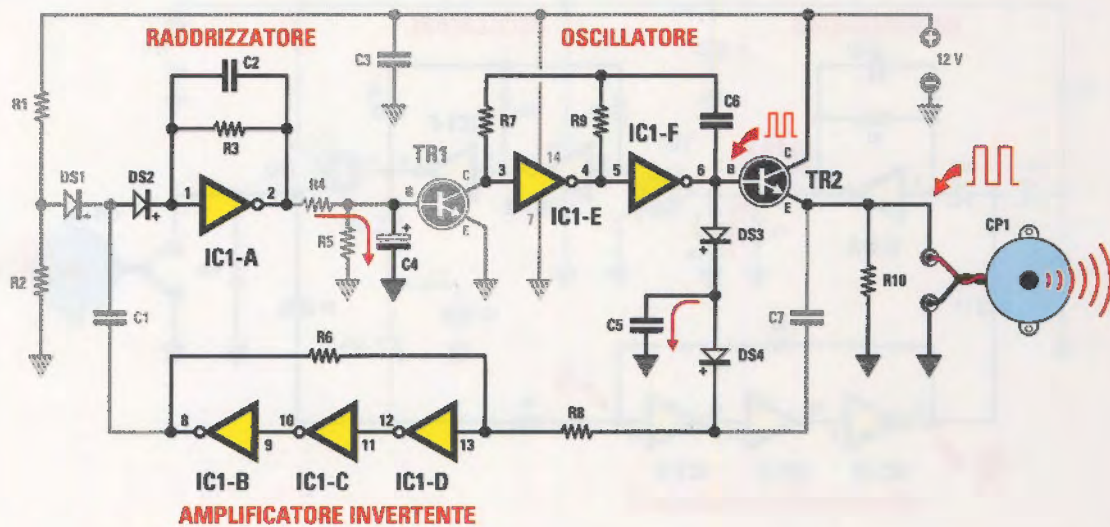 RADDRIZZATORE
OSCILLATORE
C2
C3
12 V
R1
R3
R7
R9
IC1-F
C6
TR1
C
14
3
4
5
6
B
C
TR2
E
DS1
DS2
1
2
R4
B
E
7
IC1-E
IC1-A
R5
C4
DS3
CP1
R2
R10
C1
C5
C7
DS4
R6
R8
8
9
10
11
12
13
IC1-B
IC1-C
IC1-D
AMPLIFICATORE INVERTENTE